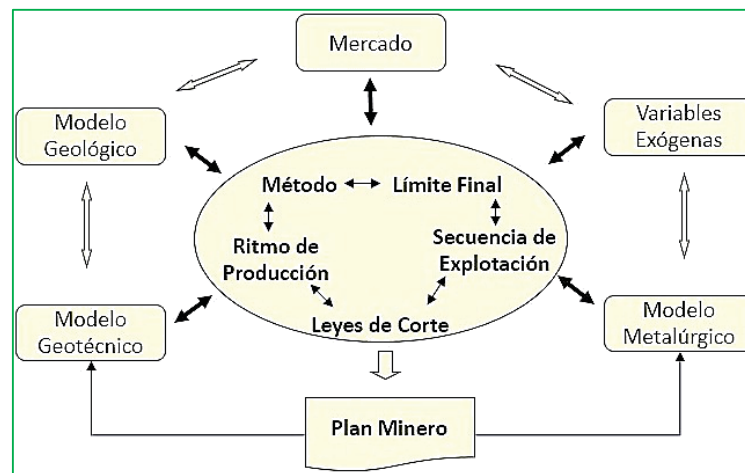 Mercado
Modelo
Geológico
Variables
Exógenas
Método
Límite Final
Ritmo de
Producción
Secuencia de
Explotación
Leyes de Corte
Modelo
Geotécnico
Modelo
Metalúrgico
Plan Minero